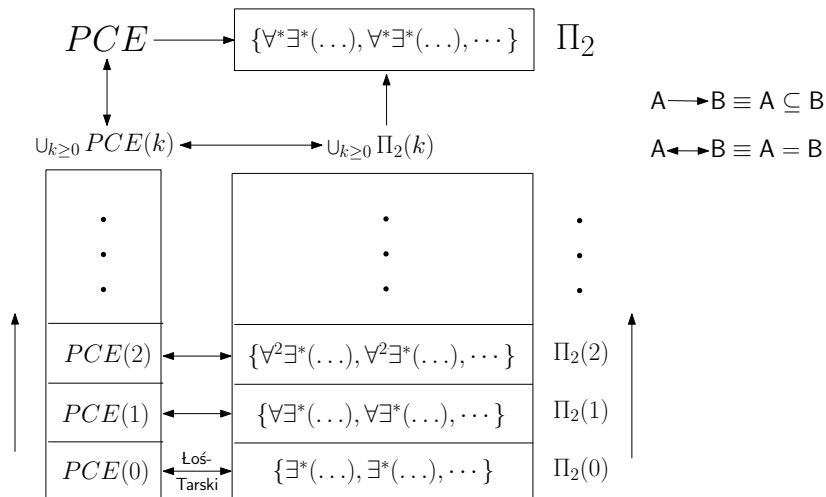 PCE {∀*∃*(...), ∀*∃*(...), ⋯} Π₂
A→B ≡ A ⊆ B
∪ₖ≥₀ PCE(k) ∪ₖ≥₀ Π₂(k) A↔B ≡ A = B
PCE(2) {∀²∃*(...), ∀²∃*(...), ⋯} Π₂(2)
PCE(1) {∀∃*(...), ∀∃*(...), ⋯} Π₂(1)
Łoś-
PCE(0) {∃*(...), ∃*(...), ⋯} Π₂(0)
Tarski